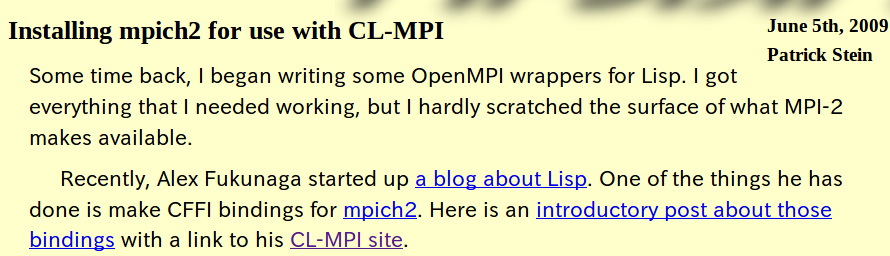 Installing mpich2 for use with CL-MPI
June 5th, 2009
Patrick Stein
Some time back, I began writing some OpenMPI wrappers for Lisp. I got
everything that I needed working, but I hardly scratched the surface of what MPI-2
makes available.
Recently, Alex Fukunaga started up a blog about Lisp. One of the things he has
done is make CFFI bindings for mpich2. Here is an introductory post about those
bindings with a link to his CL-MPI site.